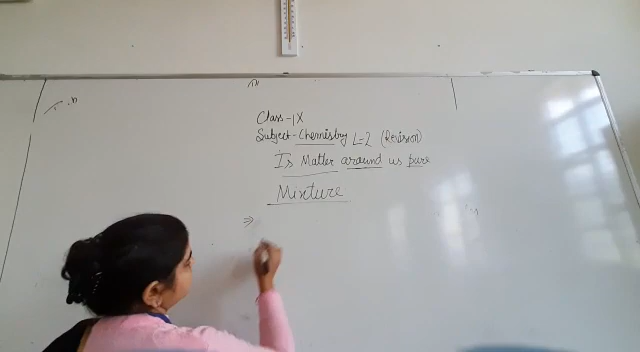 Class-IX
Subject-Chemistry L-2 (Revision)
Is Matter around us pure
Mixture
⇒